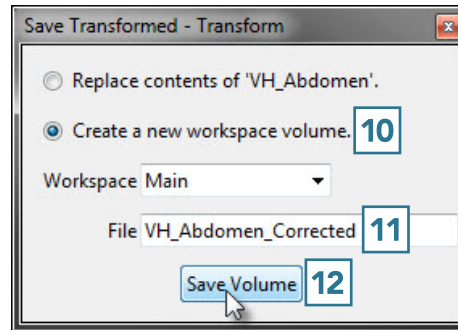 Save Transformed - Transform
Replace contents of 'VH_Abdomen'.
Create a new workspace volume. 10
Workspace Main
File VH_Abdomen_Corrected 11
Save Volume 12